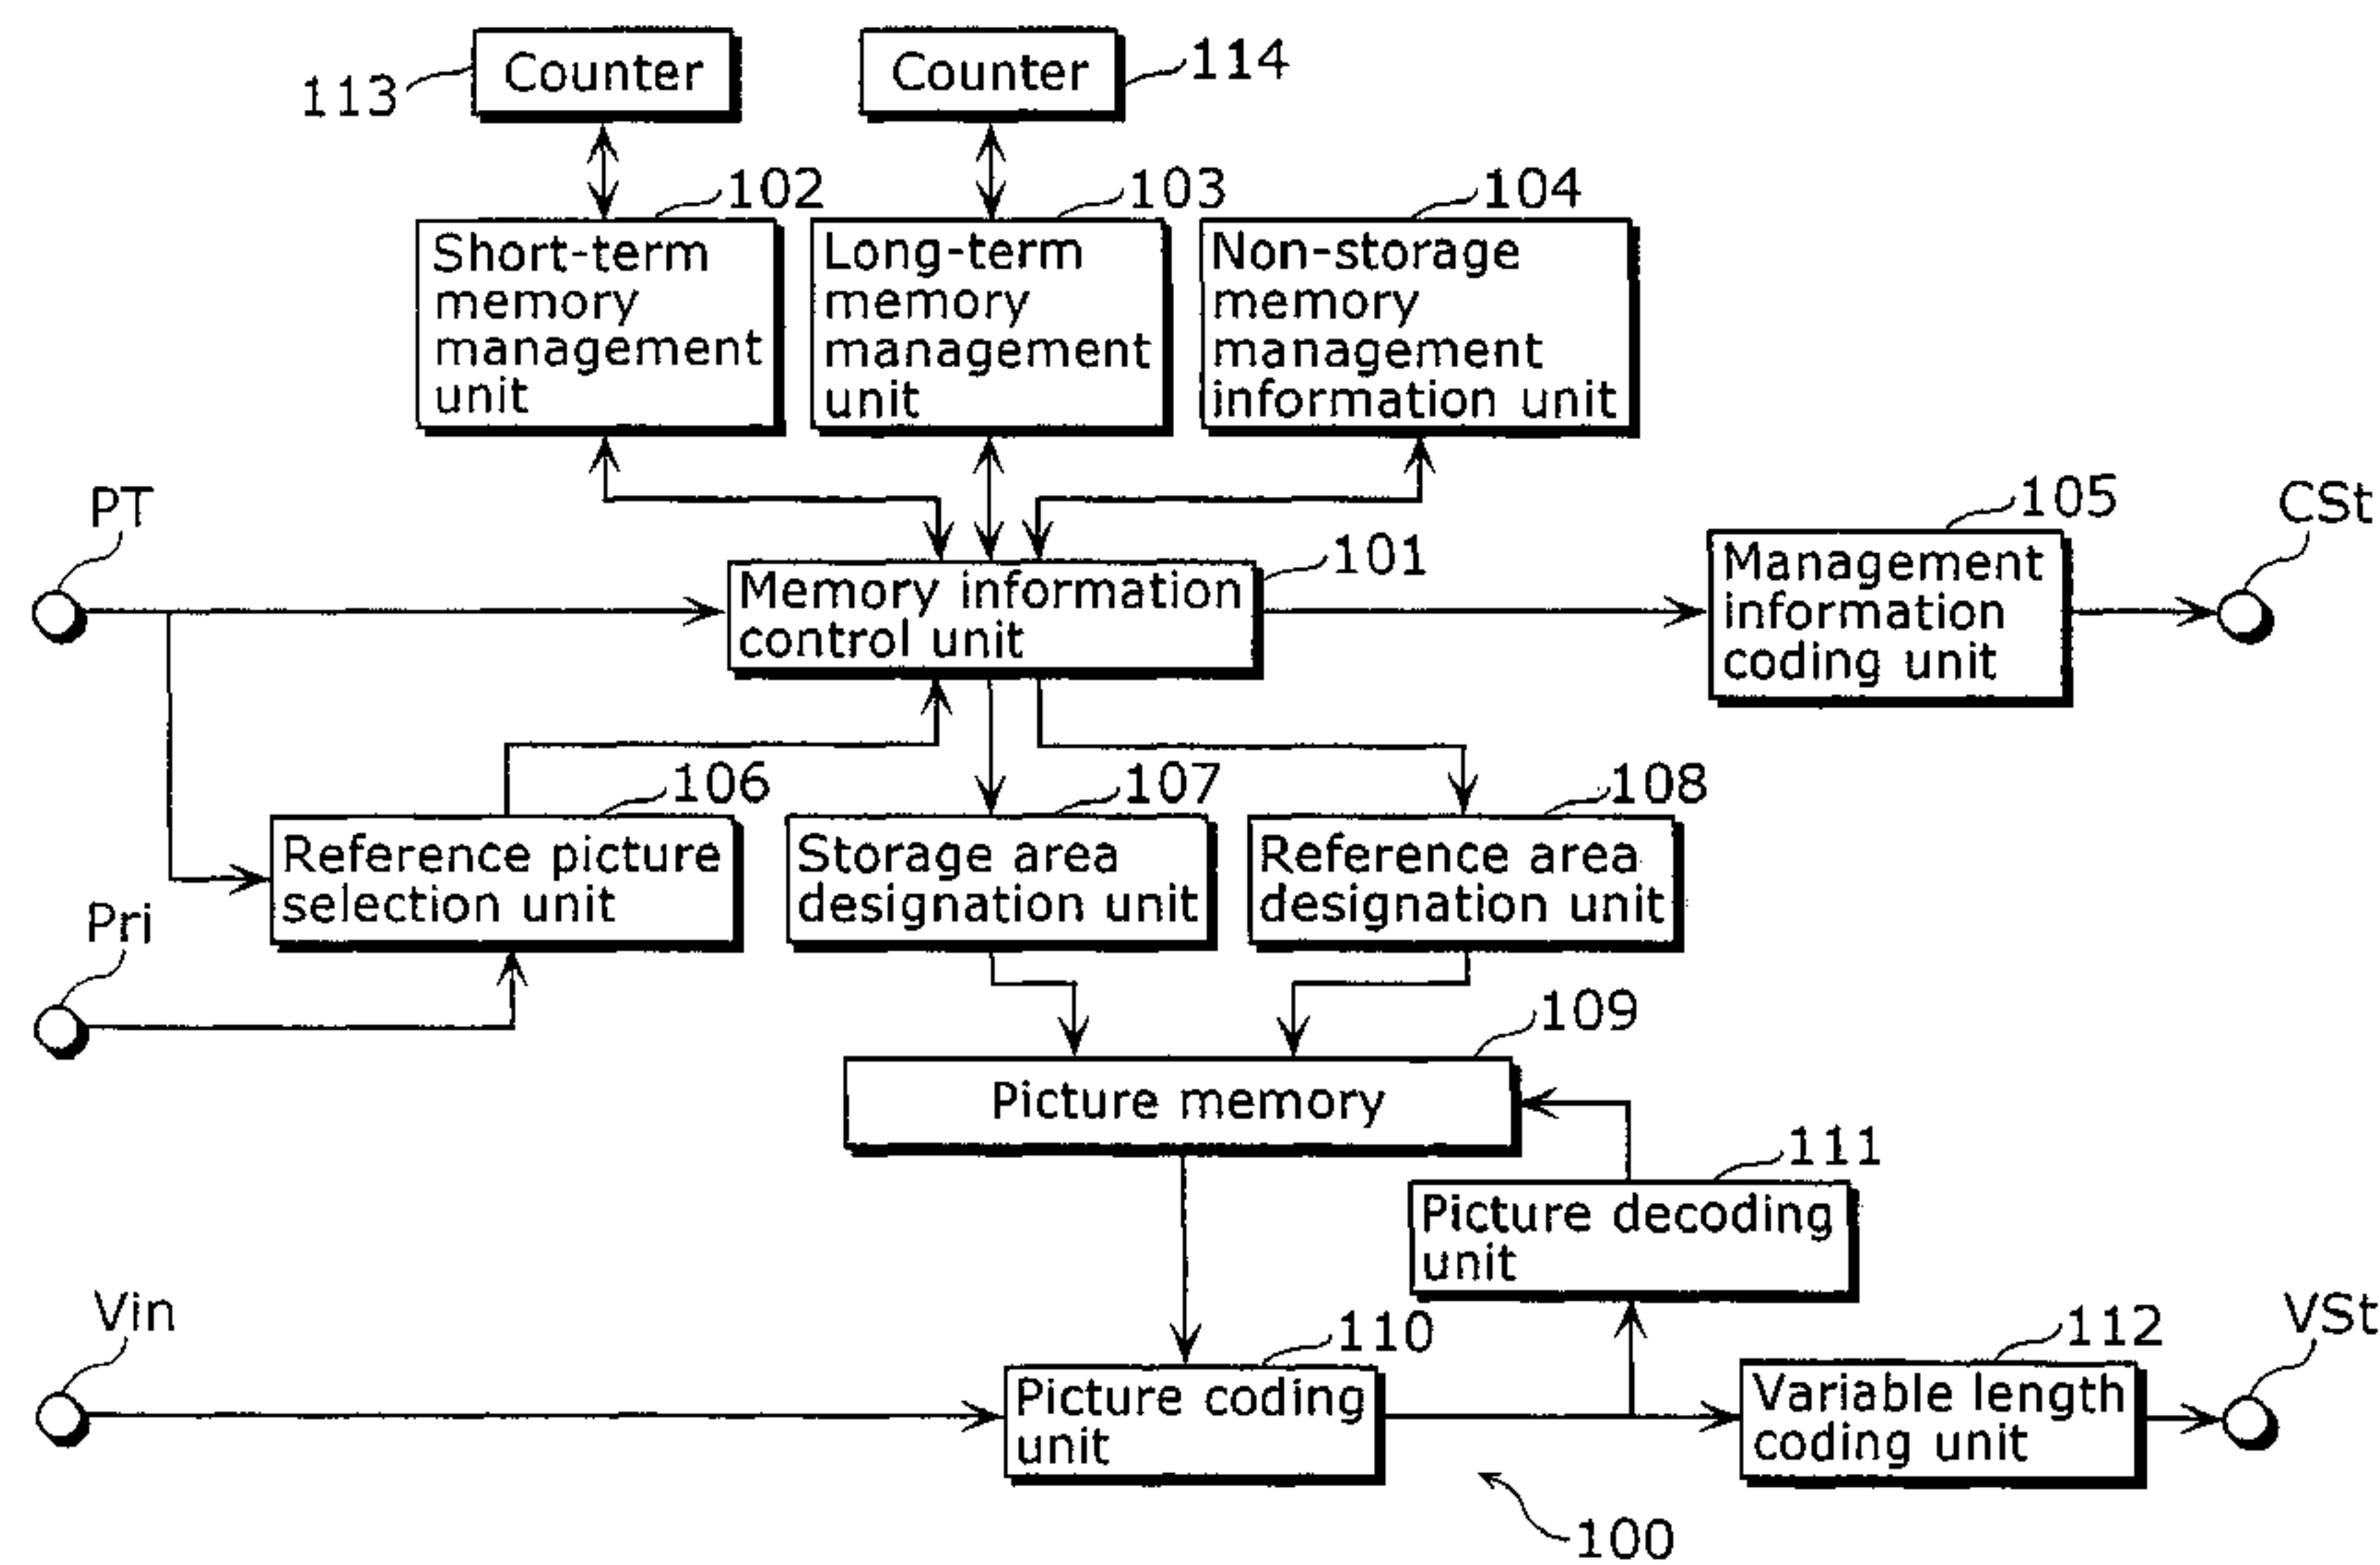 Counter
113
Counter
114
102
Short-term
memory
management
unit
103
Long-term
memory
management
unit
104
Non-storage
memory
management
information unit
PT
101
Memory information
control unit
105
Management
information
coding unit
CSt
106
Reference picture
selection unit
107
Storage area
designation unit
108
Reference area
designation unit
Pri
109
Picture memory
111
Picture decoding
unit
Vin
110
Picture coding
unit
112
Variable length
coding unit
VSt
100